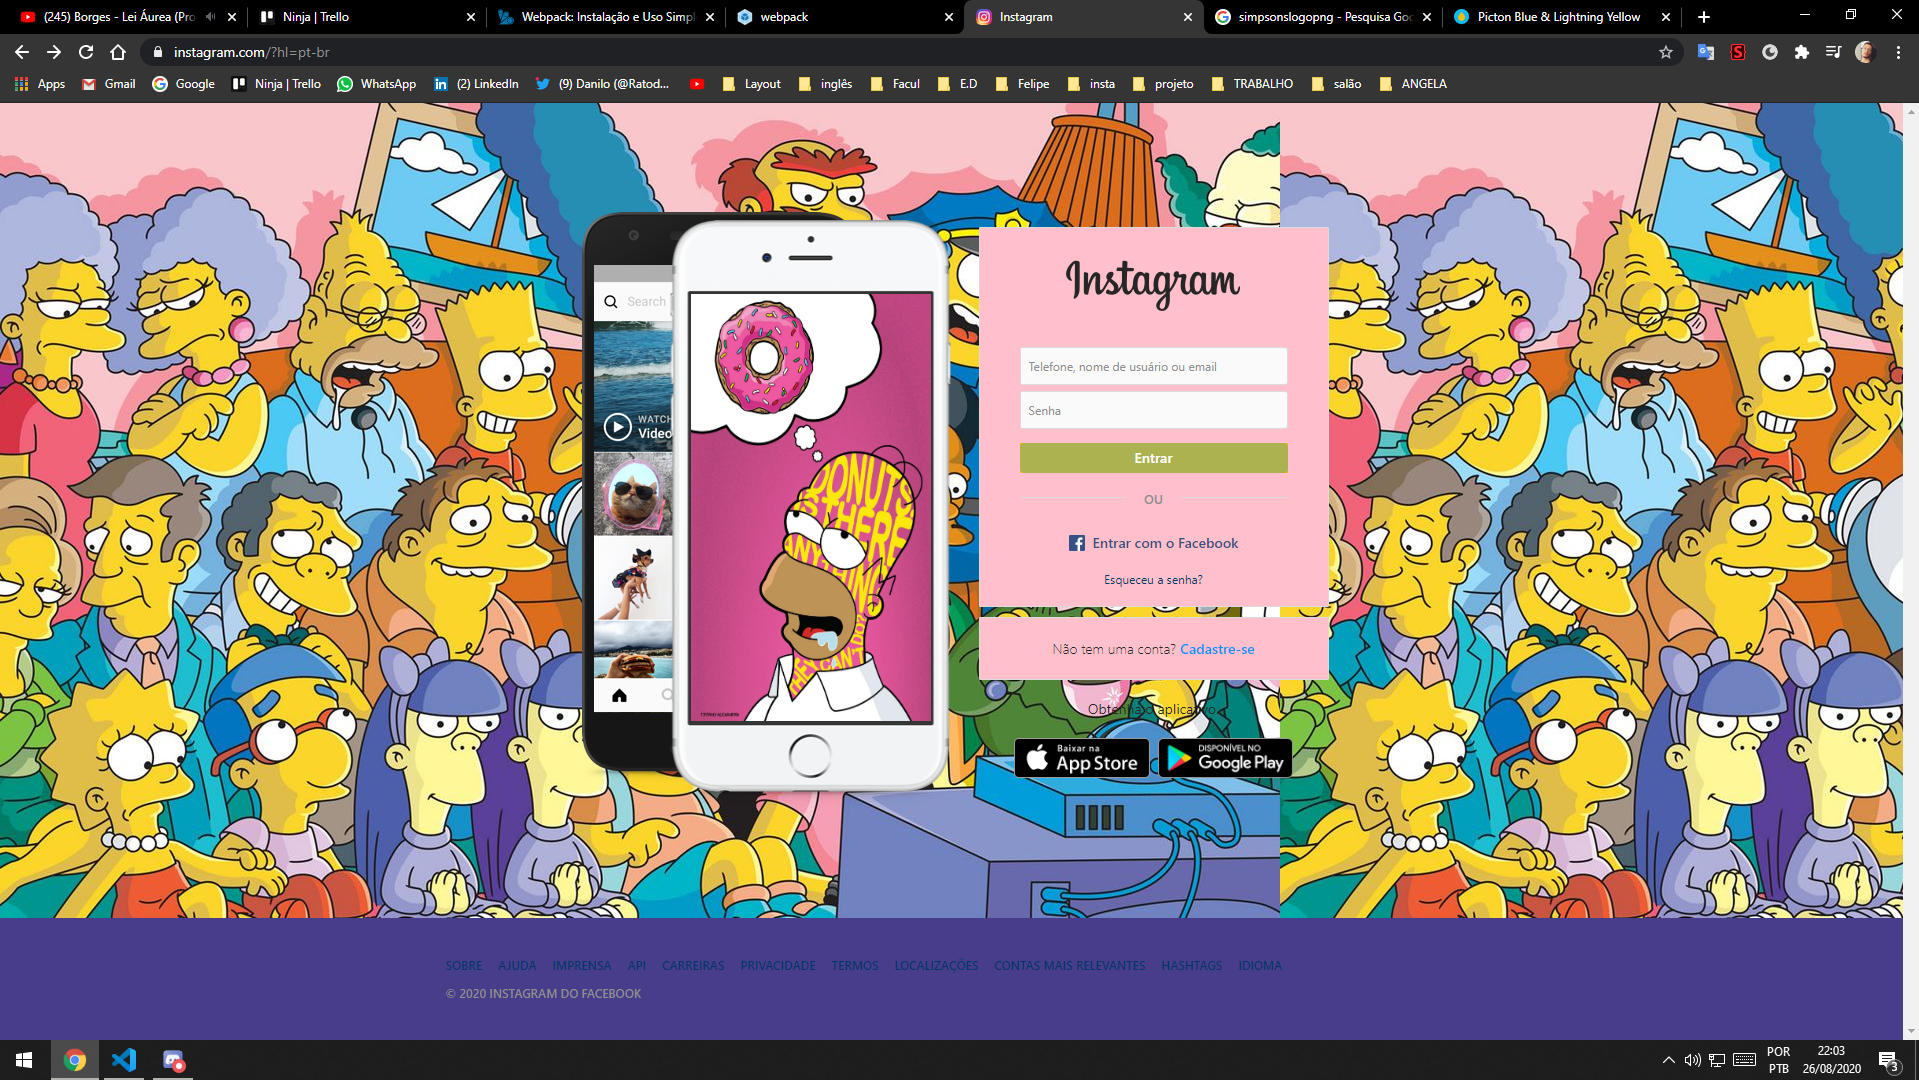 (245) Borges - Lei Áurea (Pro
Ninja | Trello
Webpack: Instalação e Uso Simpl
webpack
Instagram
simpsonslogopng - Pesquisa Goo
Picton Blue & Lightning Yellow
instagram.com/?hl=pt-br
Apps
Gmail
Google
Ninja | Trello
WhatsApp
(2) LinkedIn
(9) Danilo (@Ratod...
Layout
inglês
Facul
E.D
Felipe
insta
projeto
TRABALHO
salão
ANGELA
Search
WATCH
Video
DONUTS
IS THERE
ANYTHING
THEY CAN'T DO?
Instagram
Telefone, nome de usuário ou email
Senha
Entrar
OU
Entrar com o Facebook
Esqueceu a senha?
Não tem uma conta? Cadastre-se
Obtenha o aplicativo.
Baixar na
App Store
DISPONÍVEL NO
Google Play
SOBRE AJUDA IMPRENSA API CARREIRAS PRIVACIDADE TERMOS LOCALIZAÇÕES CONTAS MAIS RELEVANTES HASHTAGS IDIOMA
© 2020 INSTAGRAM DO FACEBOOK
POR
PTB
22:03
26/08/2020
3